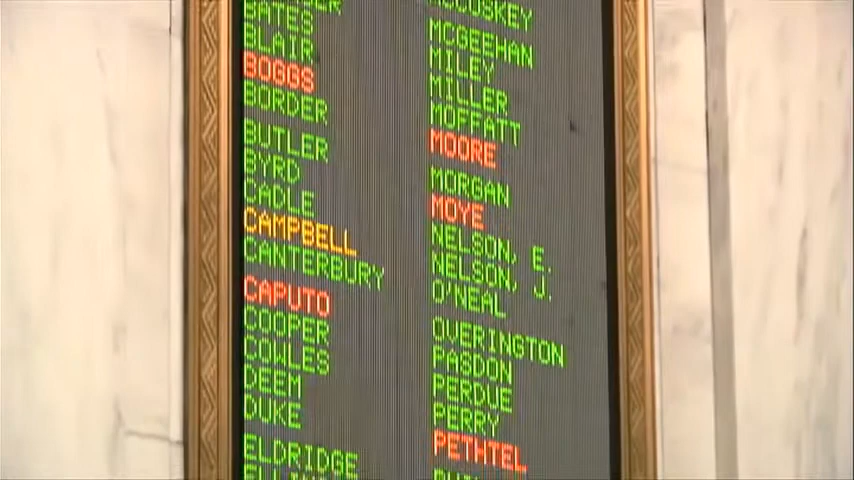 BATES
BLAIR
BOGGS
BORDER
BUTLER
BYRD
CADLE
CAMPBELL
CANTERBURY
CAPUTO
COOPER
COWLES
DEEM
DUKE
ELDRIDGE
MCCUSKEY
MCGEEHAN
MILEY
MILLER
MOFFATT
MOORE
MORGAN
MOYE
NELSON, E.
NELSON, J.
O'NEAL
OVERINGTON
PASDON
PERDUE
PERRY
PETHTEL